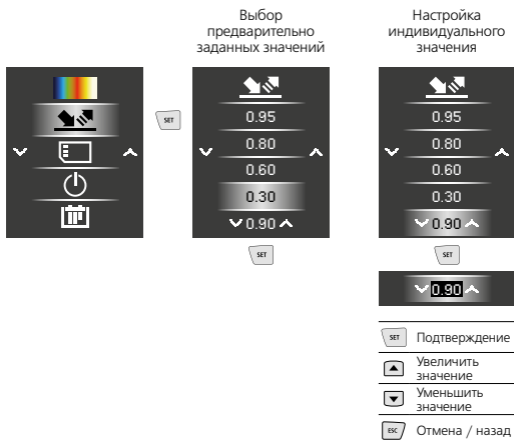 Выбор
предварительно
заданных значений
Настройка
индивидуального
значения
SET
0.95
0.80
0.60
0.30
0.90
SET
0.95
0.80
0.60
0.30
0.90
SET
0.90
SET Подтверждение
Увеличить
значение
Уменьшить
значение
ESC Отмена / назад